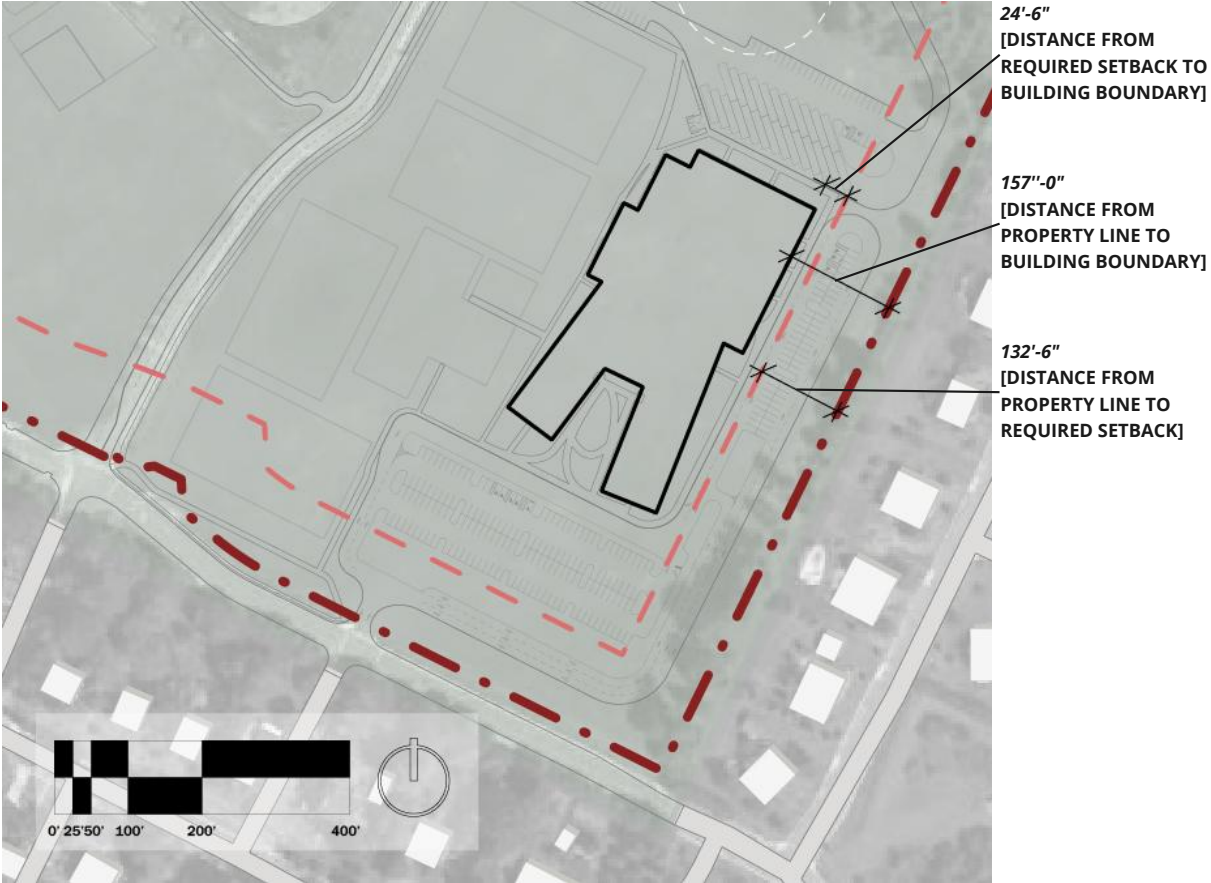 24'-6"
[DISTANCE FROM
REQUIRED SETBACK TO
BUILDING BOUNDARY]
157''-0"
[DISTANCE FROM
PROPERTY LINE TO
BUILDING BOUNDARY]
132'-6"
[DISTANCE FROM
PROPERTY LINE TO
REQUIRED SETBACK]
0' 25'50' 100' 200' 400'